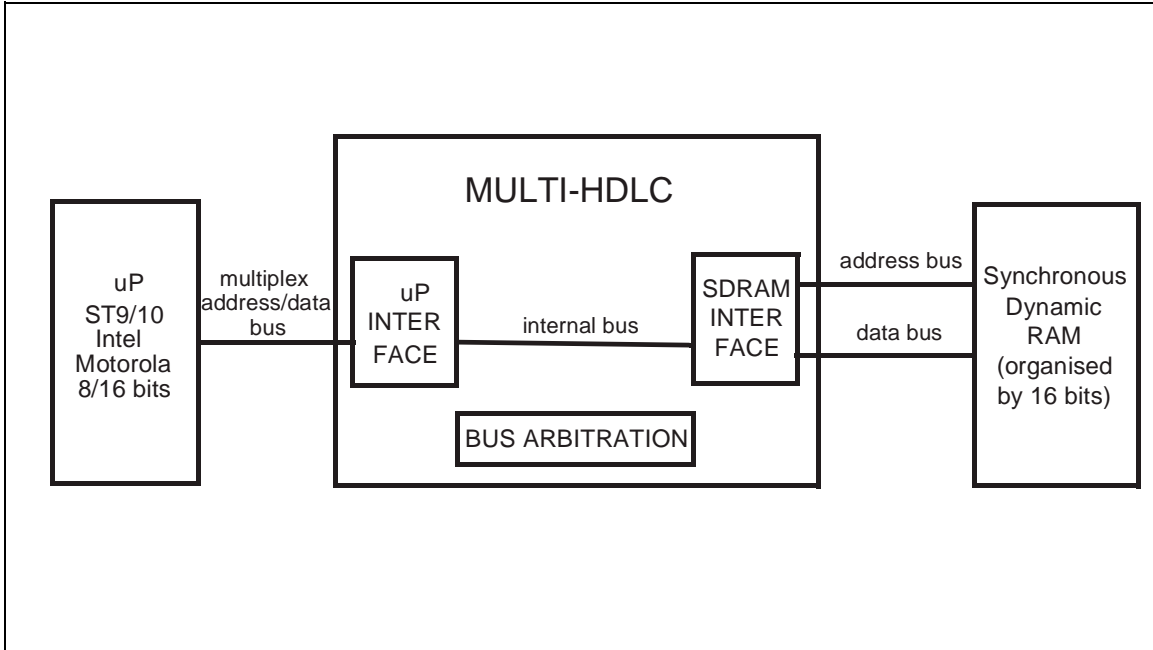 MULTI-HDLC
uP
ST9/10
Intel
Motorola
8/16 bits
multiplex
address/data
bus
uP
INTER
FACE
internal bus
SDRAM
INTER
FACE
BUS ARBITRATION
address bus
data bus
Synchronous
Dynamic
RAM
(organised
by 16 bits)